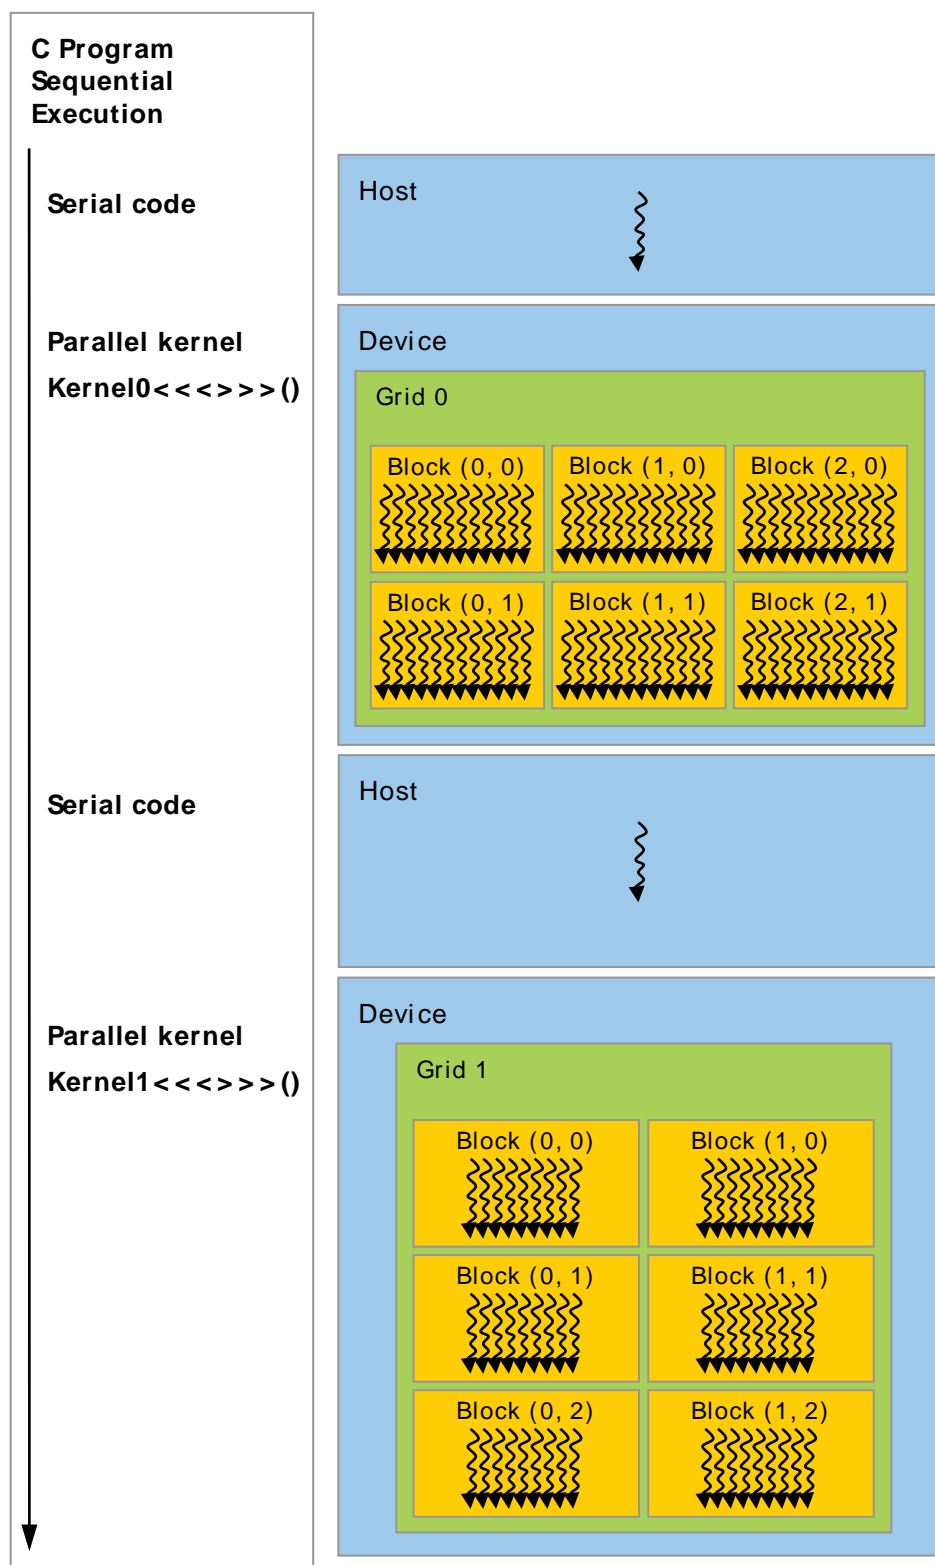 C Program
Sequential
Execution
Serial code
Host
Parallel kernel
Kernel0<<<>>>()
Device
Grid 0
Block (0, 0) Block (1, 0) Block (2, 0)
Block (0, 1) Block (1, 1) Block (2, 1)
Serial code
Host
Parallel kernel
Kernel1<<<>>>()
Device
Grid 1
Block (0, 0) Block (1, 0)
Block (0, 1) Block (1, 1)
Block (0, 2) Block (1, 2)